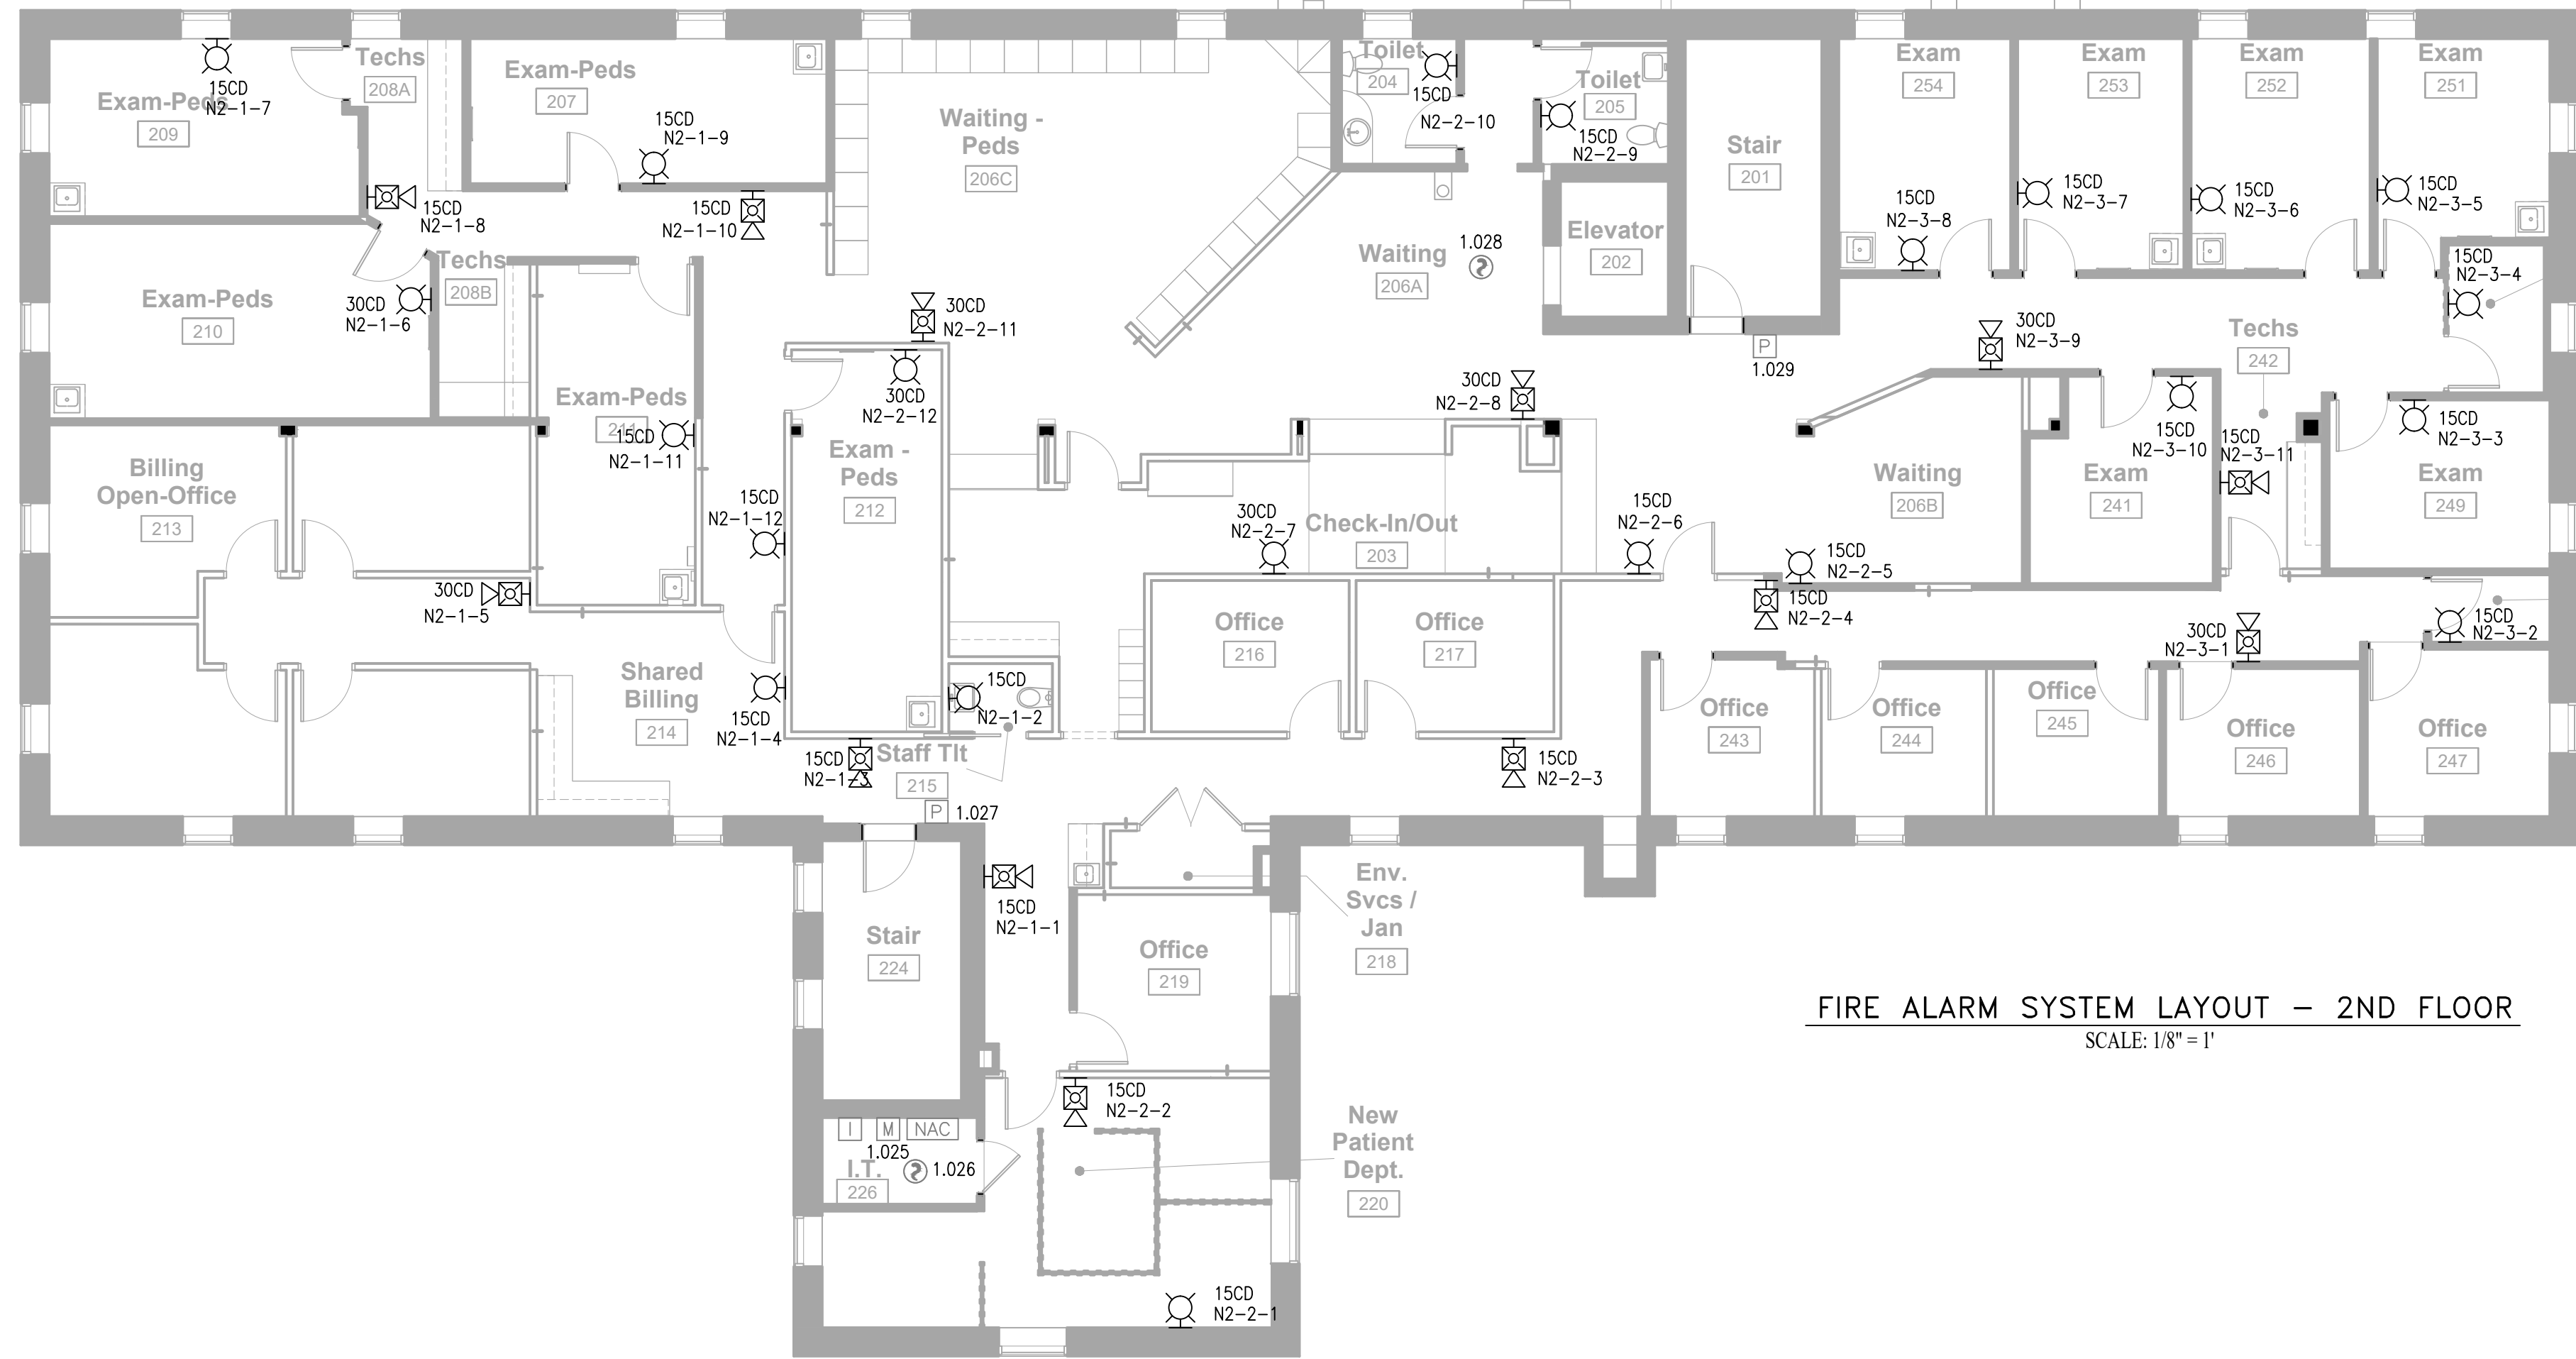 Exam-Peds
209
15CD
N2-1-7
Techs
208A
Exam-Peds
207
15CD
N2-1-9
15CD
N2-1-8
15CD
N2-1-10
Waiting -
Peds
206C
Toilet
204
15CD
N2-2-10
Toilet
205
15CD
N2-2-9
Stair
201
Exam
254
15CD
N2-3-8
Exam
253
15CD
N2-3-7
Exam
252
15CD
N2-3-6
Exam
251
15CD
N2-3-5
Exam-Peds
210
30CD
N2-1-6
Techs
208B
Exam-Peds
211
15CD
N2-1-11
30CD
N2-2-11
Waiting
206A
1.028
Elevator
202
P
1.029
30CD
N2-3-9
Techs
242
15CD
N2-3-4
30CD
N2-2-12
Exam -
Peds
212
15CD
N2-1-12
30CD
N2-2-8
Billing
Open-Office
213
30CD
N2-1-5
30CD
N2-2-7
Check-In/Out
203
15CD
N2-2-6
15CD
N2-2-5
Waiting
206B
15CD
N2-3-10
Exam
241
15CD
N2-3-11
15CD
N2-3-3
Exam
249
Shared
Billing
214
15CD
N2-1-4
15CD
N2-1-2
15CD
N2-1-3
Staff Tlt
215
P
1.027
Office
216
Office
217
15CD
N2-2-3
15CD
N2-2-4
30CD
N2-3-1
15CD
N2-3-2
Office
243
Office
244
Office
245
Office
246
Office
247
15CD
N2-1-1
Stair
224
Env.
Svcs /
Jan
218
Office
219
15CD
N2-2-2
I
M
NAC
1.025
1.026
I.T.
226
New
Patient
Dept.
220
15CD
N2-2-1
FIRE ALARM SYSTEM LAYOUT - 2ND FLOOR
SCALE: 1/8" = 1'